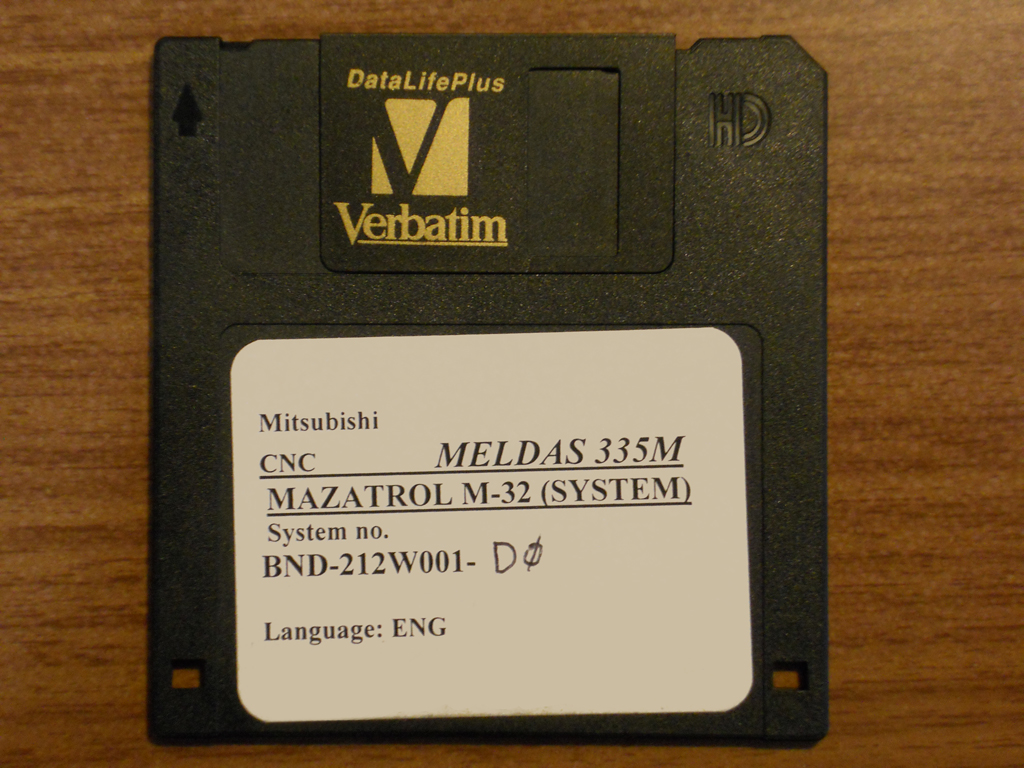 DataLifePlus
Verbatim
HD
Mitsubishi
CNC MELDAS 335M
MAZATROL M-32 (SYSTEM)
System no.
BND-212W001- DØ
Language: ENG